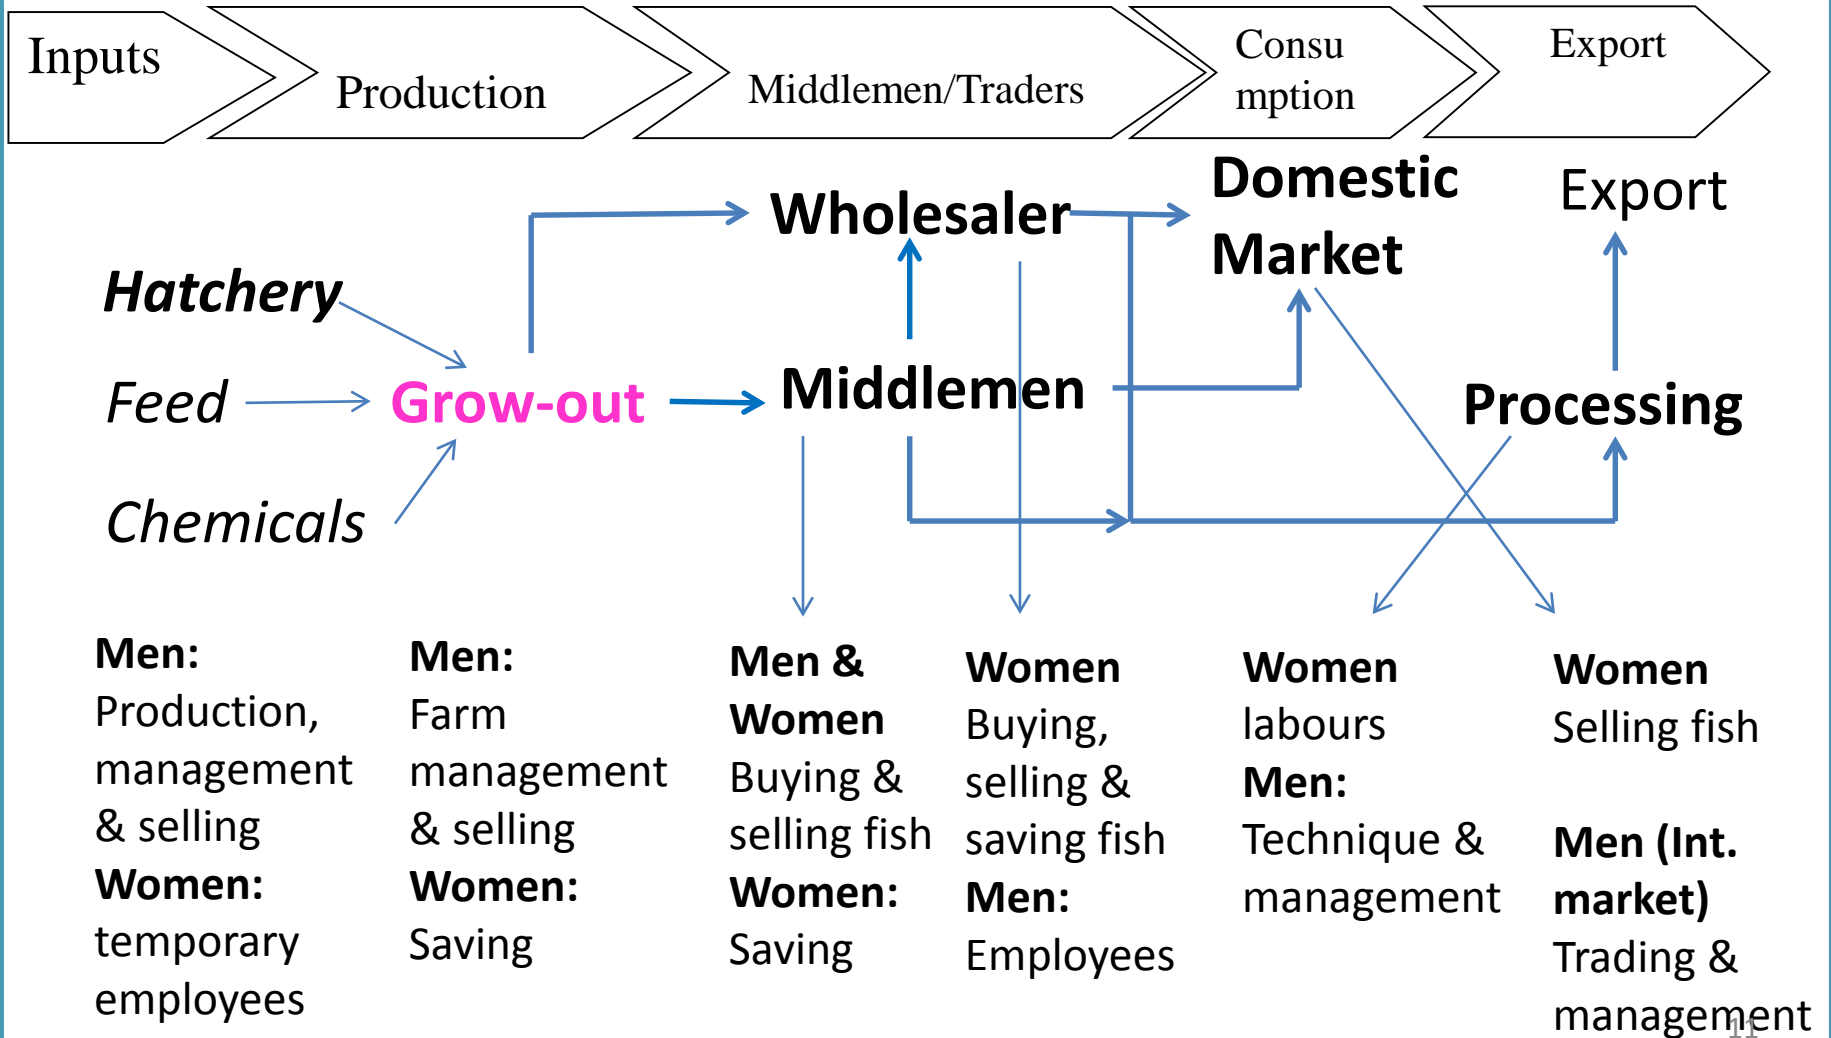 Inputs
Production
Middlemen/Traders
Consu
mption
Export
Wholesaler
Domestic
Market
Export
Hatchery
Feed
Grow-out
Middlemen
Processing
Chemicals
Men:
Production,
management
& selling
Women:
temporary
employees
Men:
Farm
management
& selling
Women:
Saving
Men &
Women
Buying &
selling fish
Women:
Saving
Women
Buying,
selling &
saving fish
Men:
Employees
Women
labours
Men:
Technique &
management
Women
Selling fish
Men (Int.
market)
Trading &
management
11